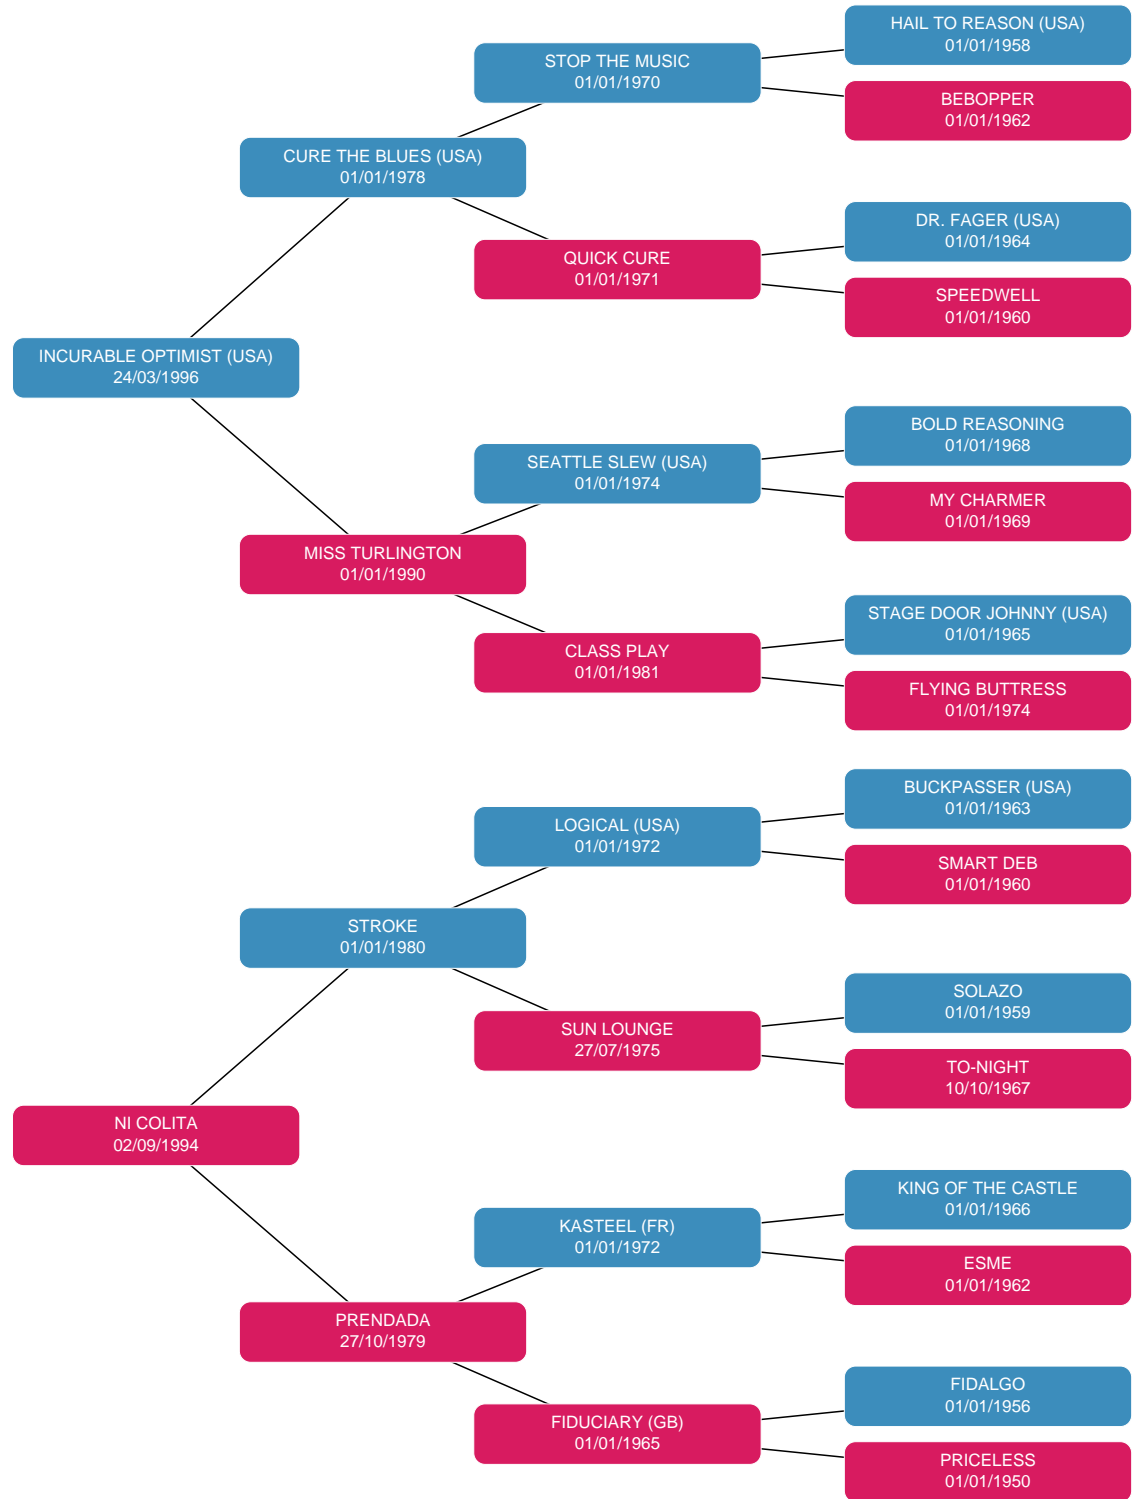 HAIL TO REASON (USA)
01/01/1958
STOP THE MUSIC
01/01/1970
BEBOPPER
01/01/1962
CURE THE BLUES (USA)
01/01/1978
DR. FAGER (USA)
01/01/1964
QUICK CURE
01/01/1971
SPEEDWELL
01/01/1960
INCURABLE OPTIMIST (USA)
24/03/1996
BOLD REASONING
01/01/1968
SEATTLE SLEW (USA)
01/01/1974
MY CHARMER
01/01/1969
MISS TURLINGTON
01/01/1990
STAGE DOOR JOHNNY (USA)
01/01/1965
CLASS PLAY
01/01/1981
FLYING BUTTRESS
01/01/1974
BUCKPASSER (USA)
01/01/1963
LOGICAL (USA)
01/01/1972
SMART DEB
01/01/1960
STROKE
01/01/1980
SOLAZO
01/01/1959
SUN LOUNGE
27/07/1975
TO-NIGHT
10/10/1967
NI COLITA
02/09/1994
KING OF THE CASTLE
01/01/1966
KASTEEL (FR)
01/01/1972
ESME
01/01/1962
PRENDADA
27/10/1979
FIDALGO
01/01/1956
FIDUCIARY (GB)
01/01/1965
PRICELESS
01/01/1950